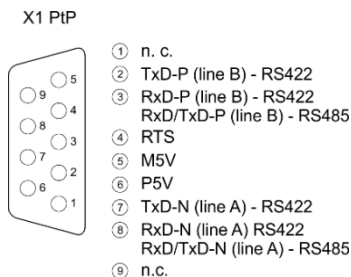 X1 PtP
5
9
4
8
3
7
2
6
1
1 n. c.
2 TxD-P (line B) - RS422
3 RxD-P (line B) - RS422
RxD/TxD-P (line B) - RS485
4 RTS
5 M5V
6 P5V
7 TxD-N (line A) - RS422
8 RxD-N (line A) RS422
RxD/TxD-N (line A) - RS485
9 n.c.